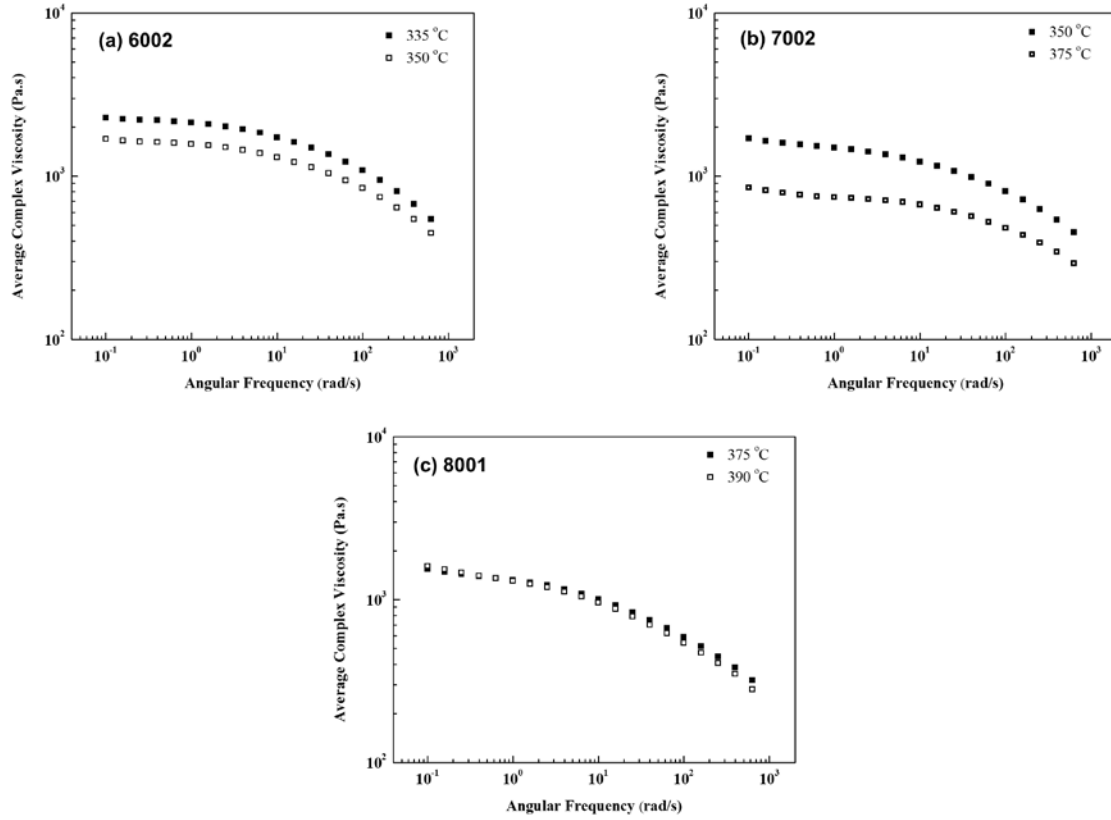 (a) 6002
335 °C
350 °C
10⁴
10³
10²
Average Complex Viscosity (Pa.s)
10⁻¹ 10⁰ 10¹ 10² 10³
Angular Frequency (rad/s)
(b) 7002
350 °C
375 °C
10⁴
10³
10²
Average Complex Viscosity (Pa.s)
10⁻¹ 10⁰ 10¹ 10² 10³
Angular Frequency (rad/s)
(c) 8001
375 °C
390 °C
10⁴
10³
10²
Average Complex Viscosity (Pa.s)
10⁻¹ 10⁰ 10¹ 10² 10³
Angular Frequency (rad/s)